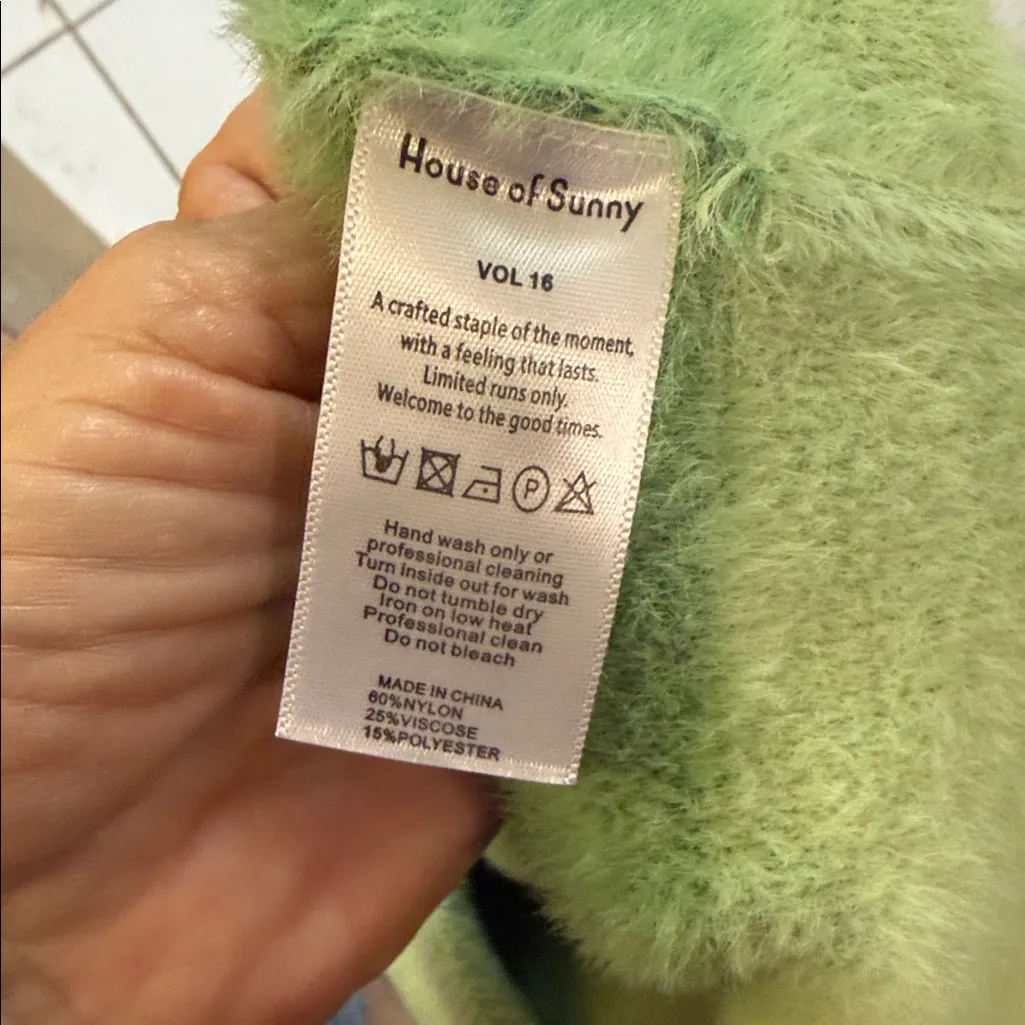 House of Sunny
VOL 16
A crafted staple of the moment,
with a feeling that lasts.
Limited runs only.
Welcome to the good times.
P
Hand wash only or
professional cleaning
Turn inside out for wash
Do not tumble dry
Iron on low heat
Professional clean
Do not bleach
MADE IN CHINA
60%NYLON
25%VISCOSE
15%POLYESTER